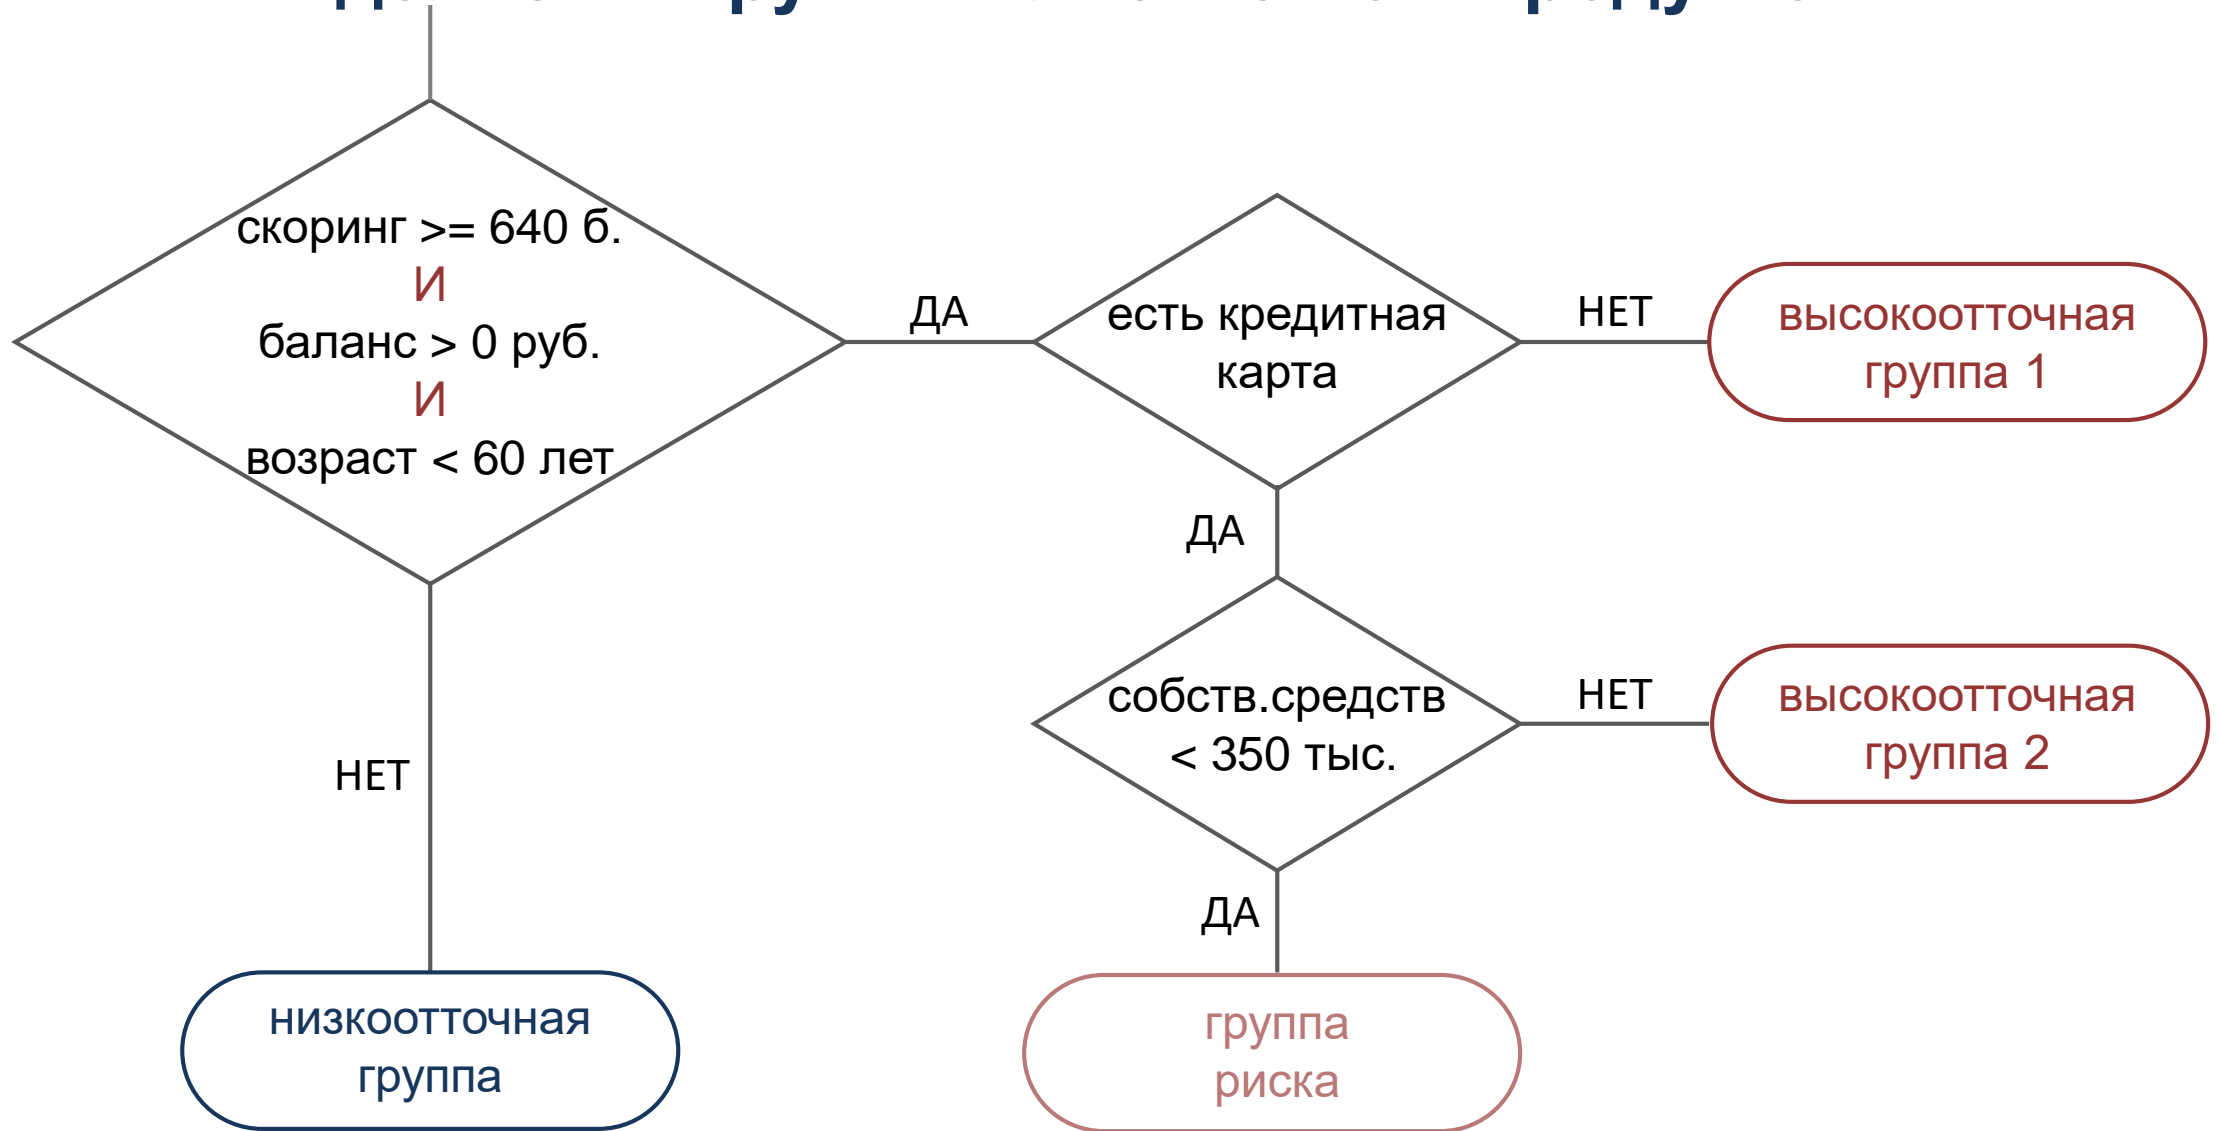 скоринг >= 640 б.
И
баланс > 0 руб.
И
возраст < 60 лет
ДА
есть кредитная
карта
НЕТ
высокоотточная
группа 1
ДА
собств.средств
< 350 тыс.
НЕТ
высокоотточная
группа 2
НЕТ
ДА
низкоотточная
группа
группа
риска